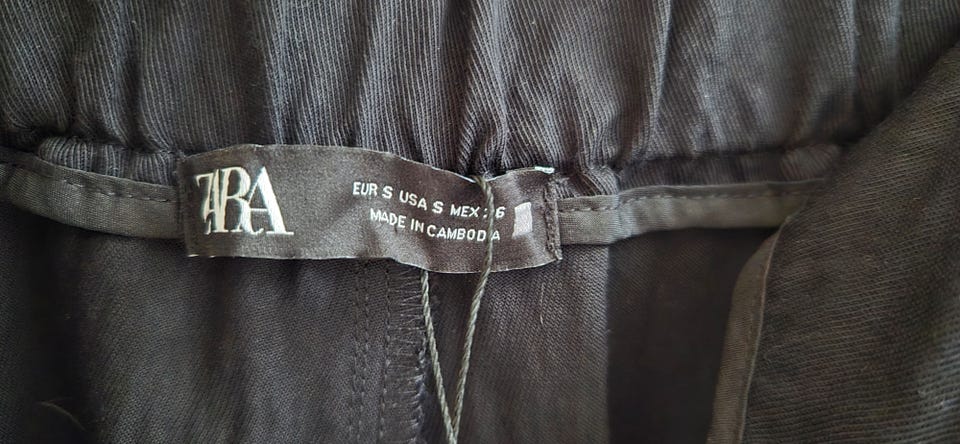 ZARA
EUR S USA S MEX 26
MADE IN CAMBODIA